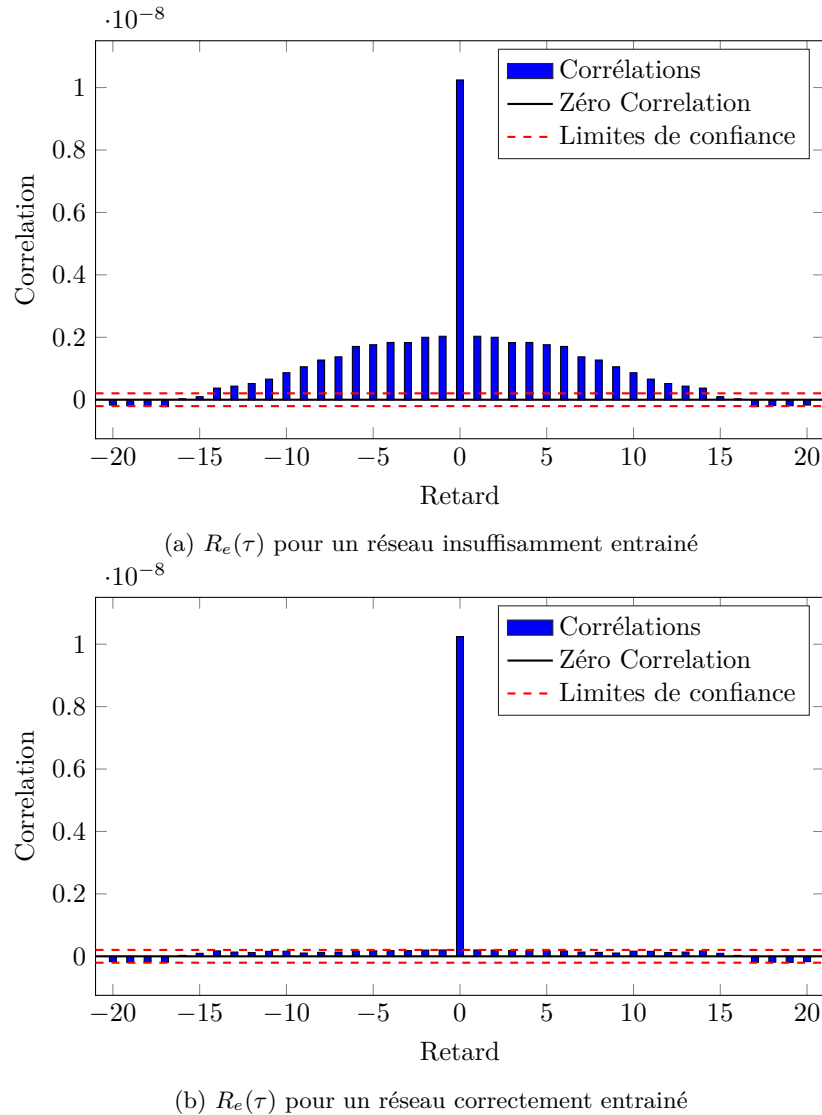 ·10−8
Corrélations
Zéro Correlation
Limites de confiance
1
0.8
0.6
0.4
0.2
0
Correlation
−20 −15 −10 −5 0 5 10 15 20
Retard
(a) Re(τ) pour un réseau insuffisamment entrainé
·10−8
Corrélations
Zéro Correlation
Limites de confiance
1
0.8
0.6
0.4
0.2
0
Correlation
−20 −15 −10 −5 0 5 10 15 20
Retard
(b) Re(τ) pour un réseau correctement entrainé